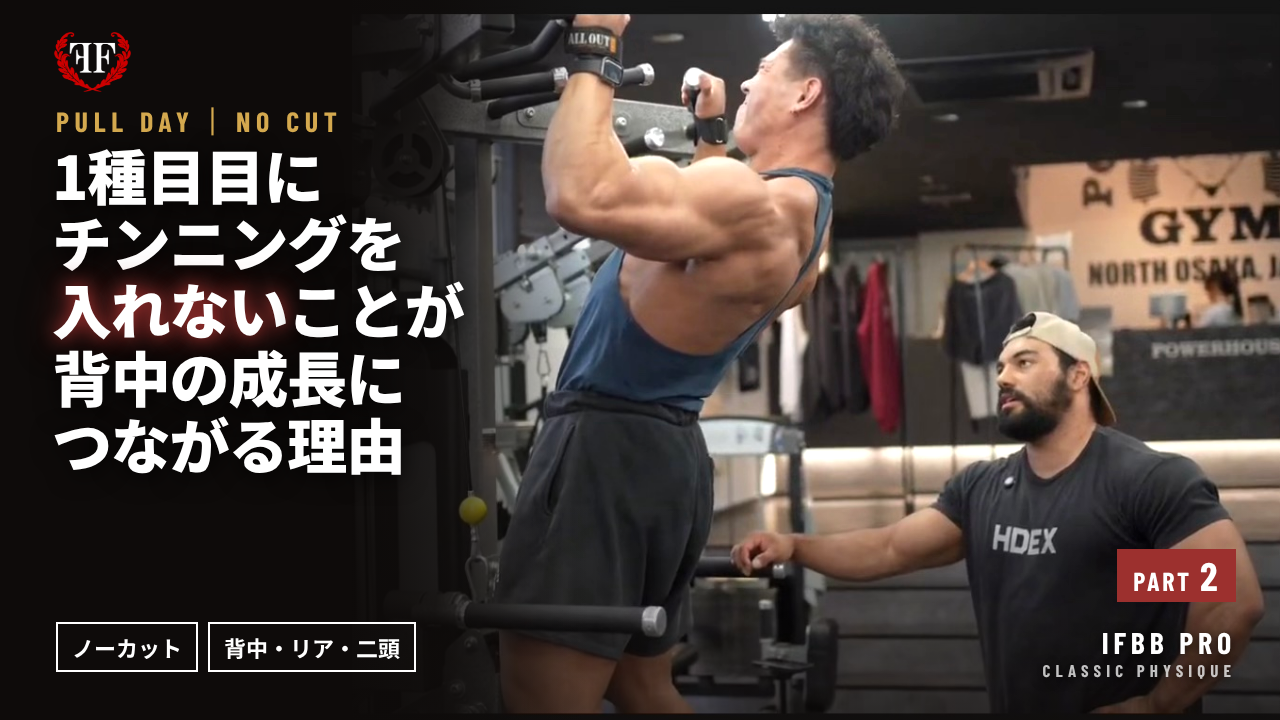 FF
PULL DAY | NO CUT
1種目目に
チンニングを
入れないことが
背中の成長に
つながる理由
ノーカット
背中・リア・二頭
ALL OUT
GYM
NORTH OSAKA, J
POWERHOUS
HDEX
PART 2
IFBB PRO
CLASSIC PHYSIQUE